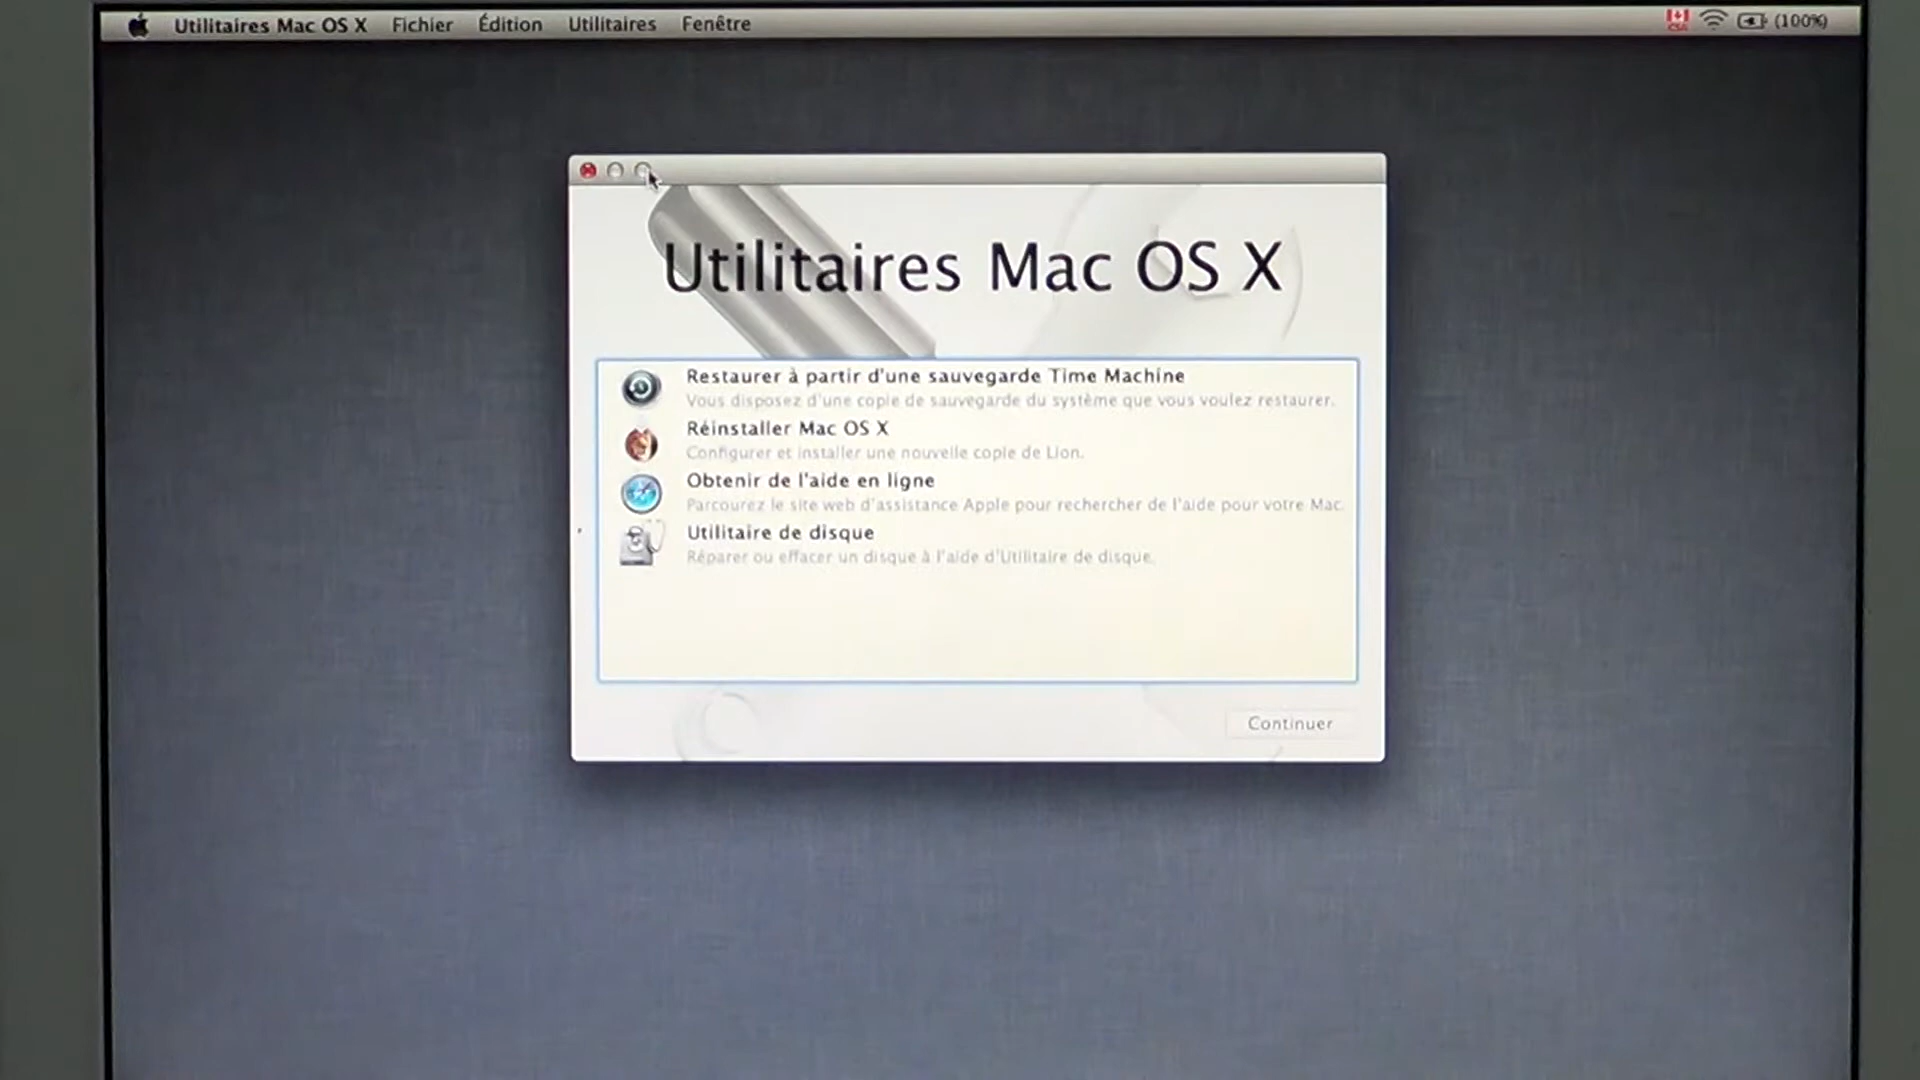 Utilitaires Mac OS X Fichier Édition Utilitaires Fenêtre CSA (100%)
Utilitaires Mac OS X
Restaurer à partir d'une sauvegarde Time Machine
Vous disposez d'une copie de sauvegarde du système que vous voulez restaurer.
Réinstaller Mac OS X
Configurer et installer une nouvelle copie de Lion.
Obtenir de l'aide en ligne
Parcourez le site web d'assistance Apple pour rechercher de l'aide pour votre Mac.
Utilitaire de disque
Réparer ou effacer un disque à l'aide d'Utilitaire de disque.
Continuer